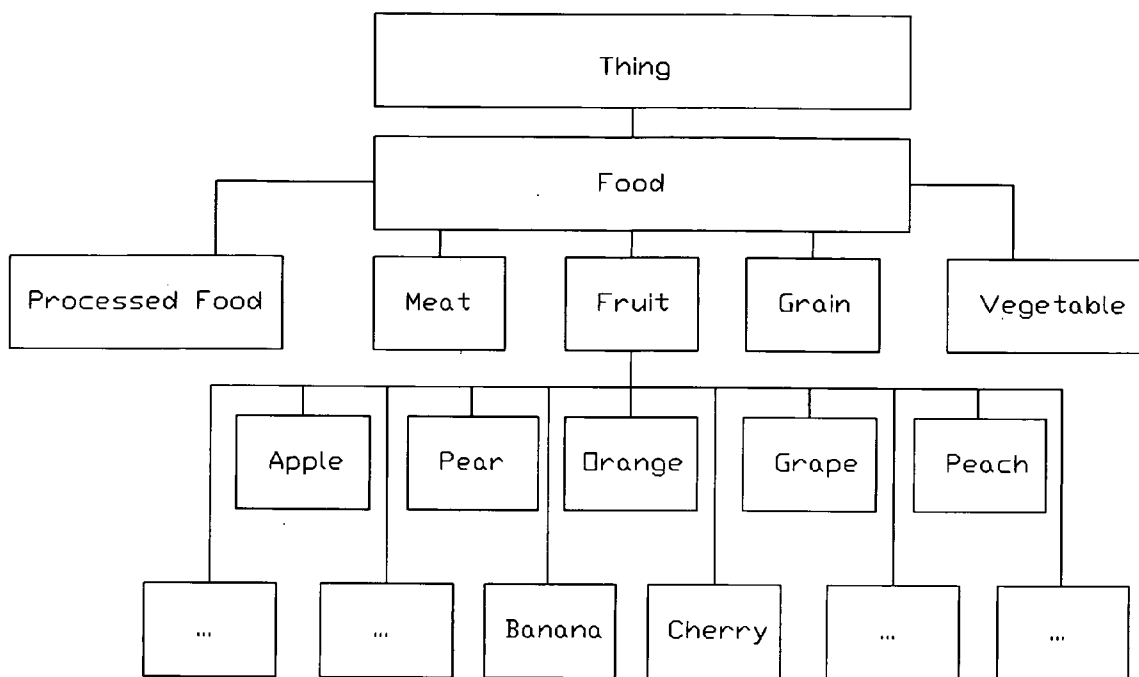 Thing
Food
Processed Food
Meat
Fruit
Grain
Vegetable
Apple
Pear
Orange
Grape
Peach
...
...
Banana
Cherry
...
...